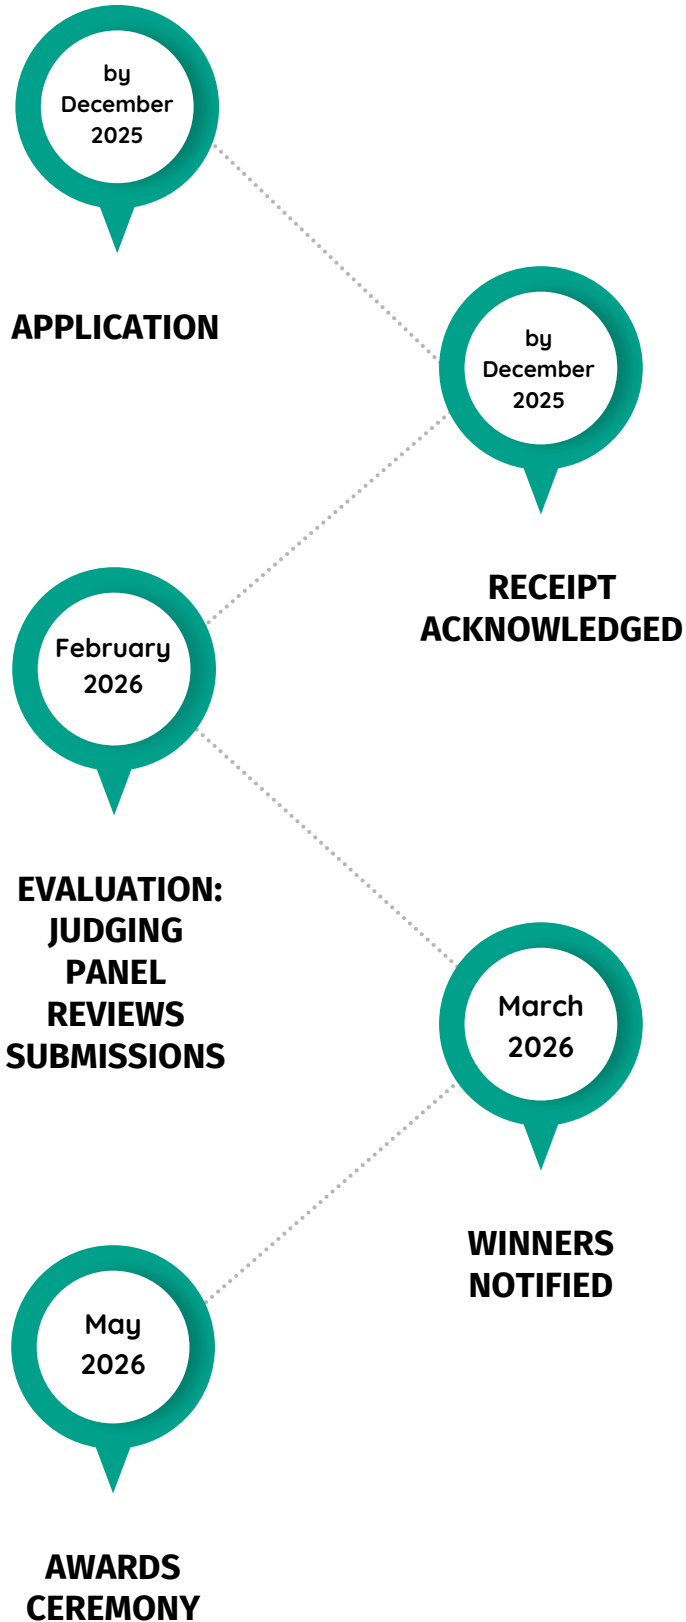 by
December
2025
APPLICATION
by
December
2025
RECEIPT
ACKNOWLEDGED
February
2026
EVALUATION:
JUDGING
PANEL
REVIEWS
SUBMISSIONS
March
2026
WINNERS
NOTIFIED
May
2026
AWARDS
CEREMONY